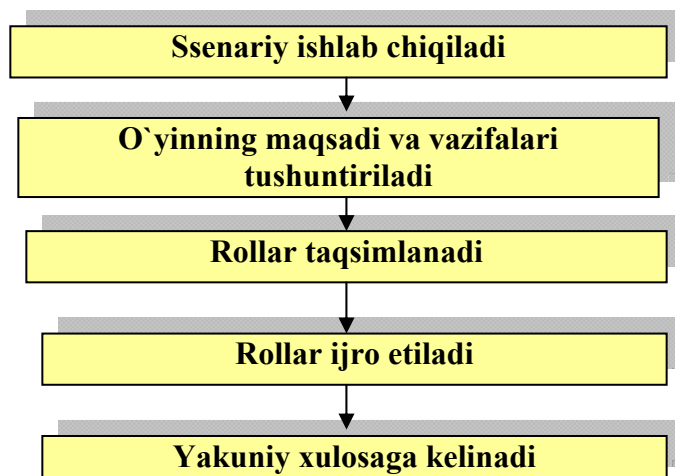 Ssenariy ishlab chiqiladi
O`yinning maqsadi va vazifalari
tushuntiriladi
Rollar taqsimlanadi
Rollar ijro etiladi
Yakuniy xulosaga kelinadi